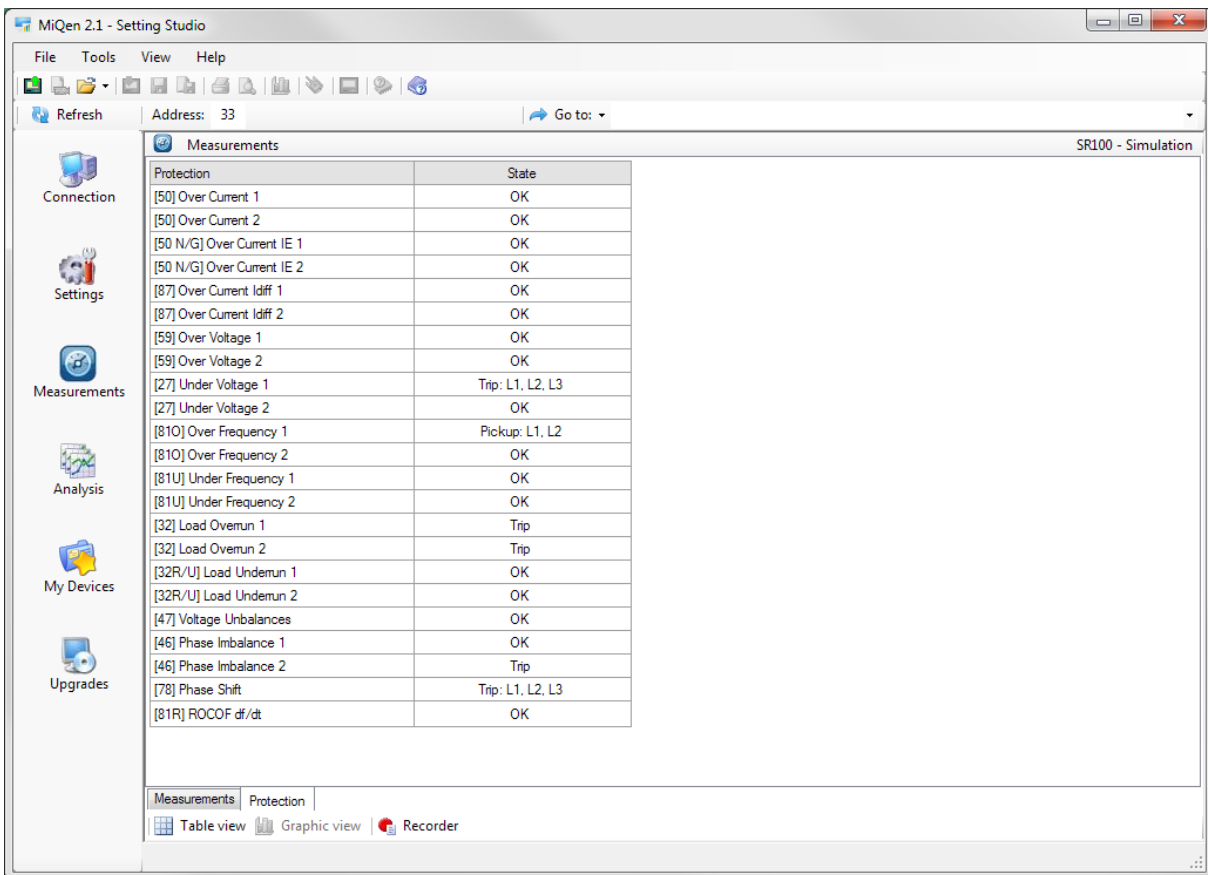 MiQen 2.1 - Setting Studio
File Tools View Help
Refresh Address: 33 Go to:
Measurements SR100 - Simulation
Connection
Settings
Measurements
Analysis
My Devices
Upgrades
Protection State
[50] Over Current 1 OK
[50] Over Current 2 OK
[50 N/G] Over Current IE 1 OK
[50 N/G] Over Current IE 2 OK
[87] Over Current Idiff 1 OK
[87] Over Current Idiff 2 OK
[59] Over Voltage 1 OK
[59] Over Voltage 2 OK
[27] Under Voltage 1 Trip: L1, L2, L3
[27] Under Voltage 2 OK
[81O] Over Frequency 1 Pickup: L1, L2
[81O] Over Frequency 2 OK
[81U] Under Frequency 1 OK
[81U] Under Frequency 2 OK
[32] Load Overrun 1 Trip
[32] Load Overrun 2 Trip
[32R/U] Load Underrun 1 OK
[32R/U] Load Underrun 2 OK
[47] Voltage Unbalances OK
[46] Phase Imbalance 1 OK
[46] Phase Imbalance 2 Trip
[78] Phase Shift Trip: L1, L2, L3
[81R] ROCOF df/dt OK
Measurements Protection
Table view Graphic view Recorder